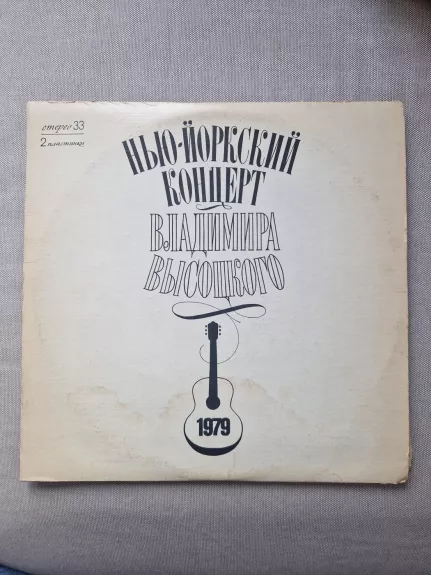 стерео 33
2 пластинки
НЬЮ-ЙОРКСКИЙ
КОНЦЕРТ
ВЛАДИМИРА
ВЫСОЦКОГО
1979